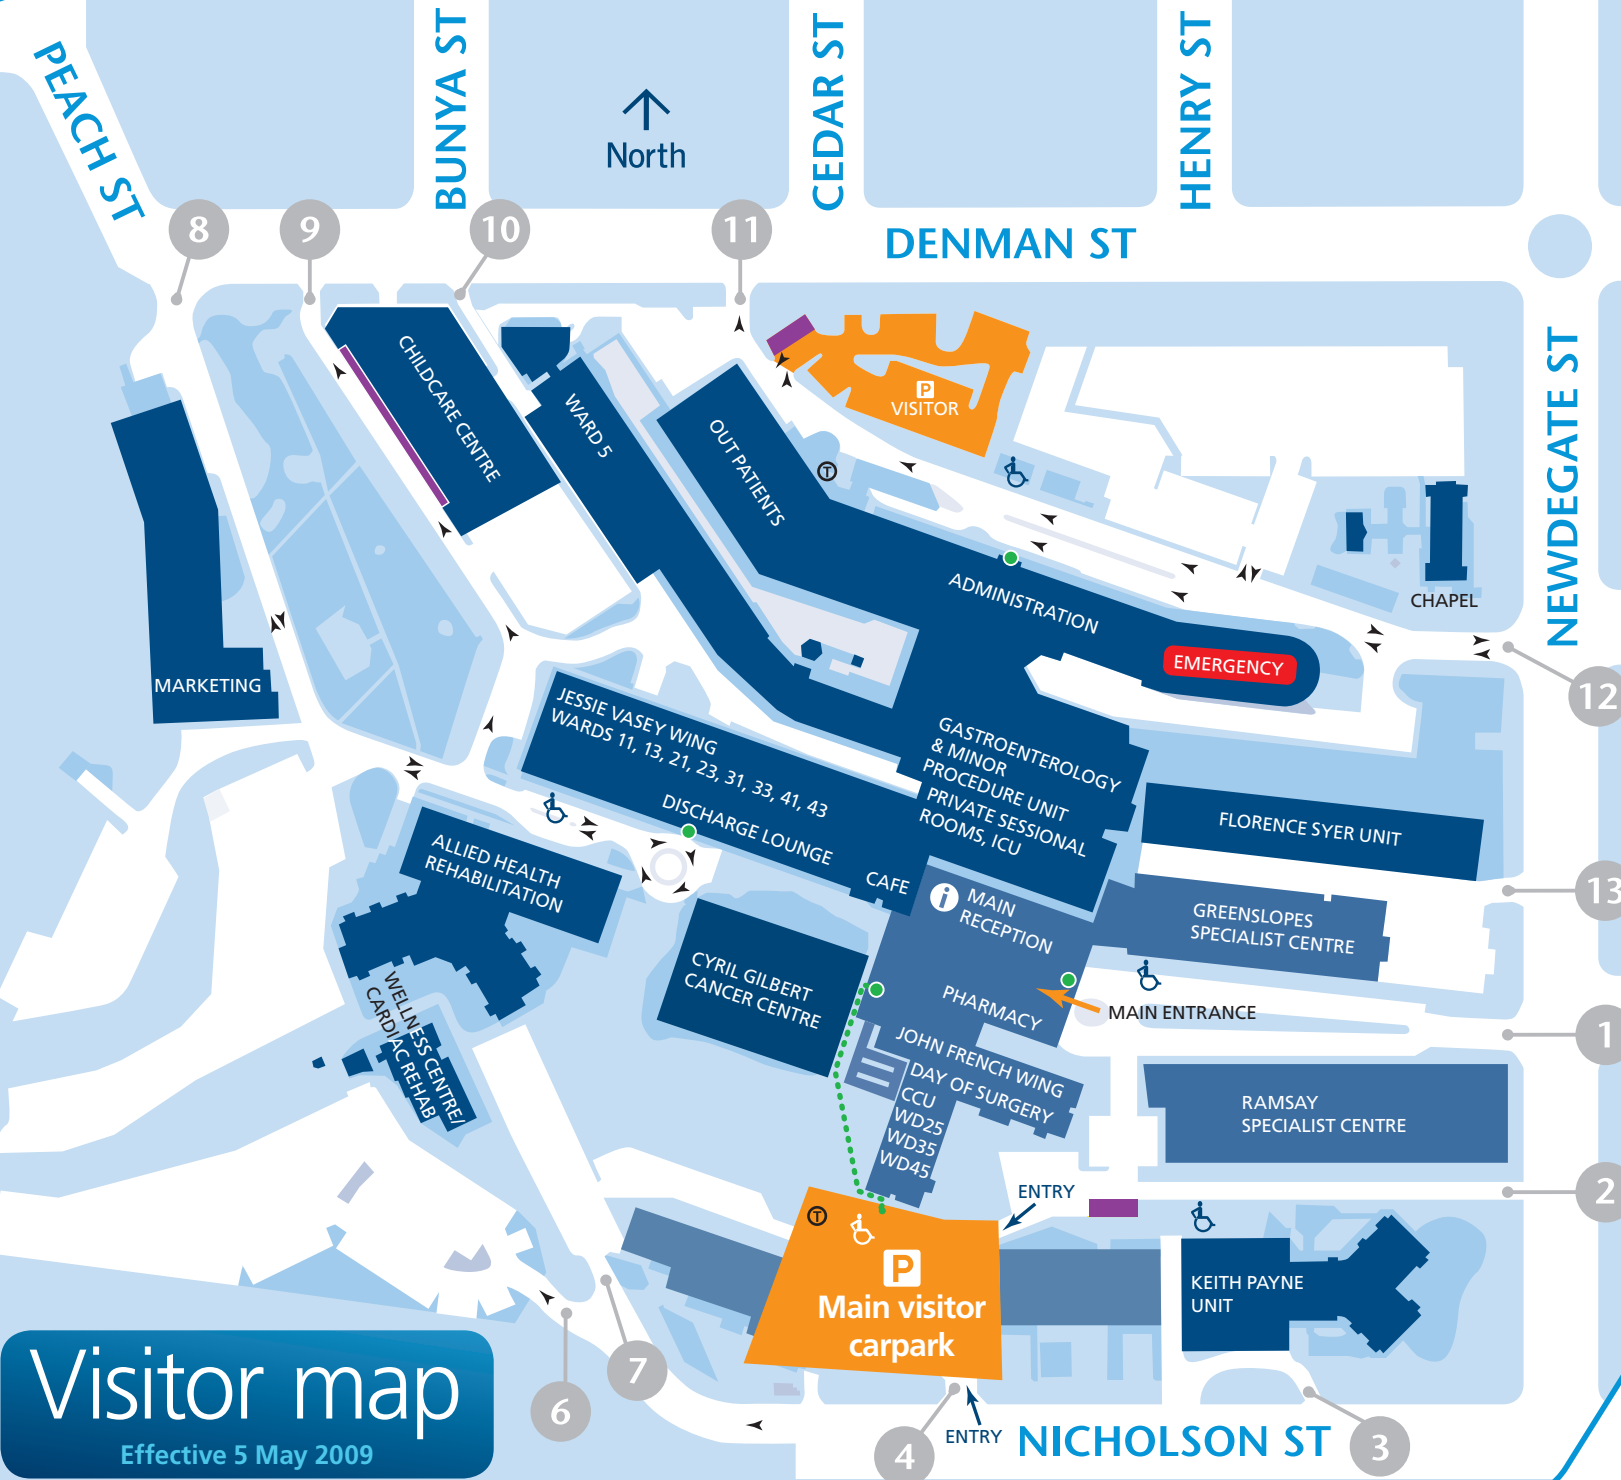 PEACH ST
BUNYA ST
CEDAR ST
HENRY ST
North
8
9
10
11
DENMAN ST
NEWDEGATE ST
CHILDCARE CENTRE
WARD 5
OUT PATIENTS
P
VISITOR
T
ADMINISTRATION
EMERGENCY
CHAPEL
12
MARKETING
JESSIE VASEY WING
WARDS 11, 13, 21, 23, 31, 33, 41, 43
DISCHARGE LOUNGE
CAFE
GASTROENTEROLOGY
& MINOR
PROCEDURE UNIT
PRIVATE SESSIONAL
ROOMS, ICU
FLORENCE SYER UNIT
13
ALLIED HEALTH
REHABILITATION
i
MAIN
RECEPTION
GREENSLOPES
SPECIALIST CENTRE
CYRIL GILBERT
CANCER CENTRE
PHARMACY
MAIN ENTRANCE
1
WELLNESS CENTRE/
CARDIAC REHAB
JOHN FRENCH WING
DAY OF SURGERY
CCU
WD25
WD35
WD45
RAMSAY
SPECIALIST CENTRE
2
ENTRY
T
P
Main visitor
carpark
KEITH PAYNE
UNIT
6
7
4
ENTRY
NICHOLSON ST
3
Visitor map
Effective 5 May 2009